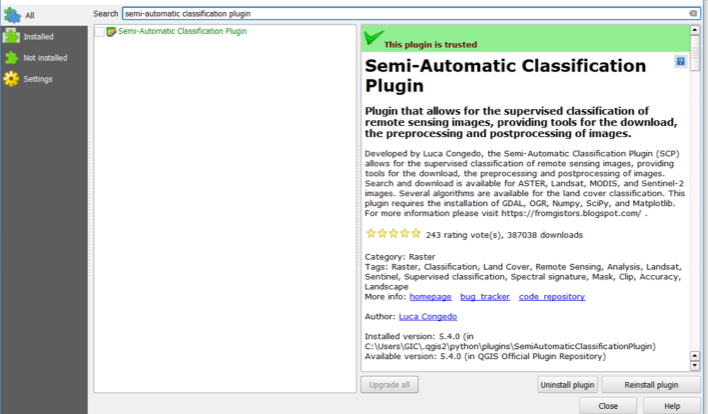 All
Installed
Not installed
Settings
Search semi-automatic classification plugin
Semi-Automatic Classification Plugin
This plugin is trusted
Semi-Automatic Classification
Plugin
Plugin that allows for the supervised classification of
remote sensing images, providing tools for the download,
the preprocessing and postprocessing of images.
Developed by Luca Congedo, the Semi-Automatic Classification Plugin (SCP)
allows for the supervised classification of remote sensing images, providing
tools for the download, the preprocessing and postprocessing of images.
Search and download is available for ASTER, Landsat, MODIS, and Sentinel-2
images. Several algorithms are available for the land cover classification. This
plugin requires the installation of GDAL, OGR, Numpy, SciPy, and Matplotlib.
For more information please visit https://fromgistors.blogspot.com/ .
243 rating vote(s), 387038 downloads
Category: Raster
Tags: Raster, Classification, Land Cover, Remote Sensing, Analysis, Landsat,
Sentinel, Supervised classification, Spectral signature, Mask, Clip, Accuracy,
Landscape
More info: homepage bug_tracker code_repository
Author: Luca Congedo
Installed version: 5.4.0 (in
C:\Users\GIC\.qgis2\python\plugins\SemiAutomaticClassificationPlugin)
Available version: 5.4.0 (in QGIS Official Plugin Repository)
Upgrade all
Uninstall plugin
Reinstall plugin
Close
Help